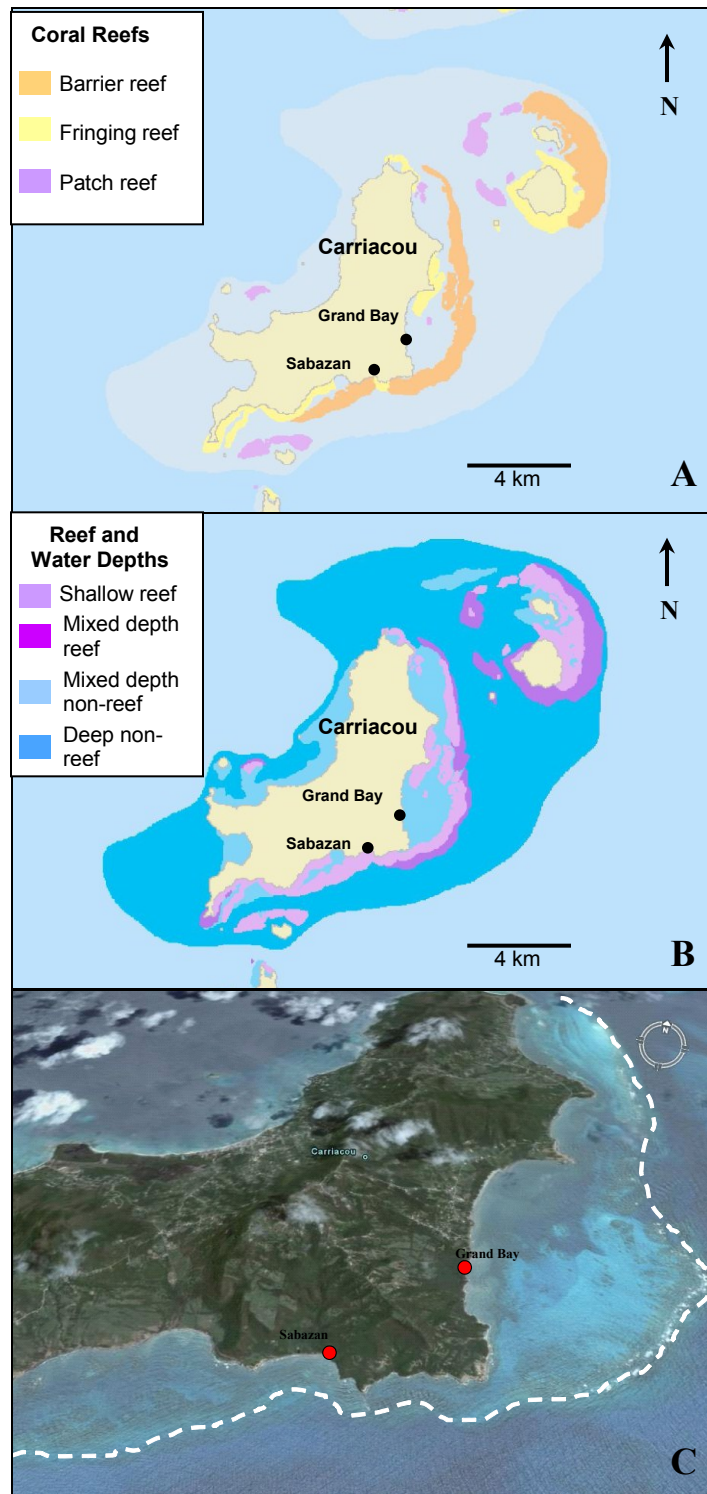 Coral Reefs
Barrier reef
Fringing reef
Patch reef
N
Carriacou
Grand Bay
Sabazan
4 km
A
Reef and
Water Depths
Shallow reef
Mixed depth
reef
Mixed depth
non-reef
Deep non-
reef
N
Carriacou
Grand Bay
Sabazan
4 km
B
N
Carriacou
Grand Bay
Sabazan
C